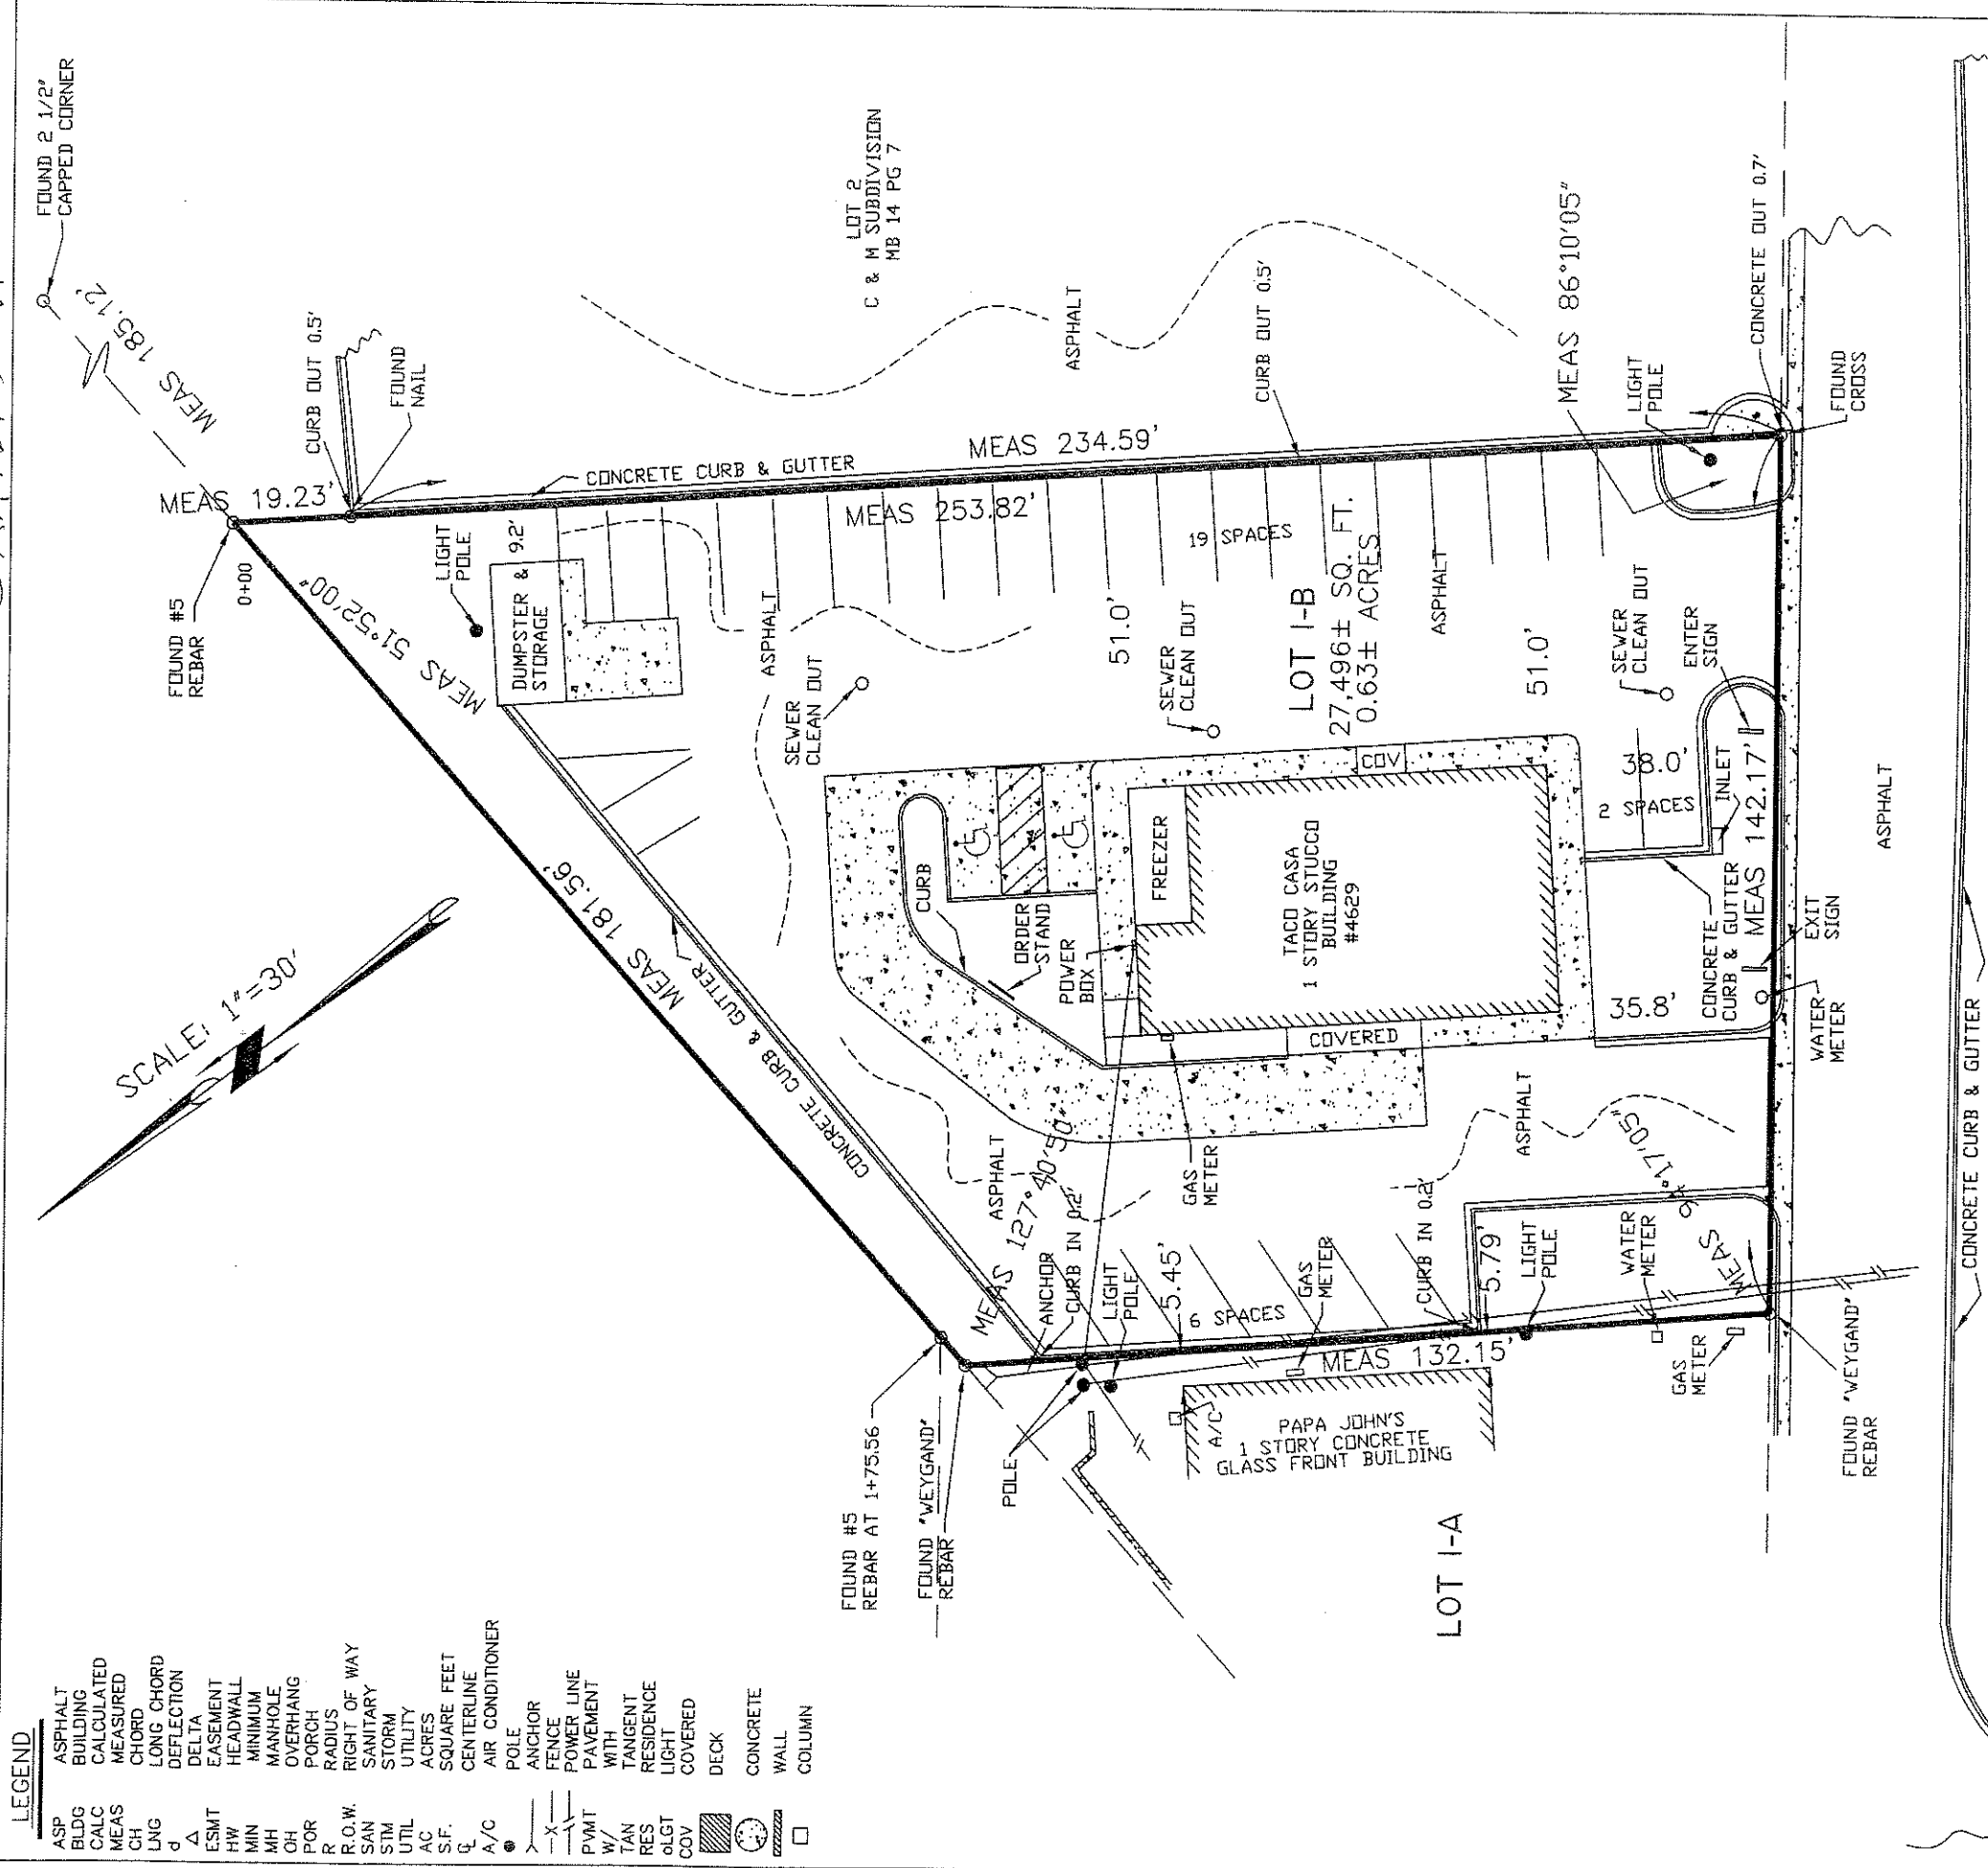 LEGEND
ASP ASPHALT
BLDG BUILDING
CALC CALCULATED
MEAS MEASURED
CH CHORD
LNG LONG CHORD
d DEFLECTION
Δ DELTA
ESMT EASEMENT
HW HEADWALL
MIN MINIMUM
MH MANHOLE
OH OVERHANG
POR PORCH
R RADIUS
R.O.W. RIGHT OF WAY
SAN SANITARY
STM STORM
UTIL UTILITY
AC ACRES
S.F. SQUARE FEET
℄ CENTERLINE
A/C AIR CONDITIONER
POLE
ANCHOR
—X— FENCE
POWER LINE
PVMT PAVEMENT
W/ WITH
TAN TANGENT
RES RESIDENCE
oLGT LIGHT
COV COVERED
DECK
CONCRETE
WALL
COLUMN
SCALE: 1"=30'
FOUND 2 1/2"
CAPPED CORNER
MEAS 185.12'
FOUND #5
REBAR
0+00
MEAS 19.23'
CURB OUT 0.5'
FOUND
NAIL
MEAS 51°52'00"
LIGHT
POLE
DUMPSTER &
STORAGE
9.2'
CONCRETE CURB & GUTTER
MEAS 234.59'
MEAS 253.82'
LOT 2
C & M SUBDIVISION
MB 14 PG 7
ASPHALT
CURB OUT 0.5'
MEAS 86°10'05"
LIGHT
POLE
CONCRETE OUT 0.7'
FOUND
CROSS
19 SPACES
ASPHALT
SEWER
CLEAN OUT
51.0'
SEWER
CLEAN OUT
LOT 1-B
27,496± SQ. FT.
0.63± ACRES
ASPHALT
51.0'
SEWER
CLEAN OUT
ENTER
SIGN
MEAS 181.56'
CONCRETE CURB & GUTTER
CURB
ORDER
STAND
POWER
BOX
FREEZER
COV
TACO CASA
1 STORY STUCCO
BUILDING
#4629
COVERED
38.0'
2 SPACES
INLET
CONCRETE
CURB & GUTTER
MEAS 142.17'
EXIT
SIGN
35.8'
WATER
METER
ASPHALT
ASPHALT
GAS
METER
ASPHALT
MEAS 127°40'50"
ANCHOR
CURB IN 0.2'
LIGHT
POLE
5.45'
6 SPACES
GAS
METER
CURB IN 0.2'
5.79'
LIGHT
POLE
WATER
METER
MEAS 94°17'05"
MEAS 132.15'
GAS
METER
FOUND "WEYGAND"
REBAR
FOUND #5
REBAR AT 1+75.56
FOUND "WEYGAND"
REBAR
POLE
A/C
PAPA JOHN'S
1 STORY CONCRETE
GLASS FRONT BUILDING
LOT 1-A
CONCRETE CURB & GUTTER